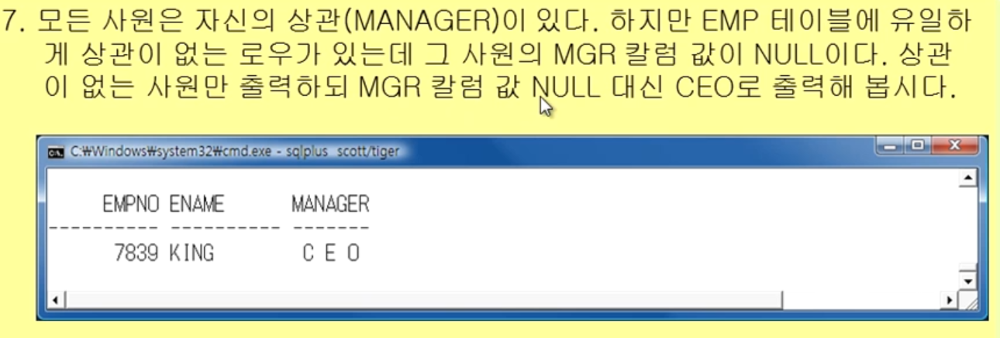 7. 모든 사원은 자신의 상관(MANAGER)이 있다. 하지만 EMP 테이블에 유일하
게 상관이 없는 로우가 있는데 그 사원의 MGR 칼럼 값이 NULL이다. 상관
이 없는 사원만 출력하되 MGR 칼럼 값 NULL 대신 CEO로 출력해 봅시다.
C:₩Windows₩system32₩cmd.exe - sqlplus scott/tiger
EMPNO ENAME MANAGER
---------- ---------- -------
7839 KING C E O